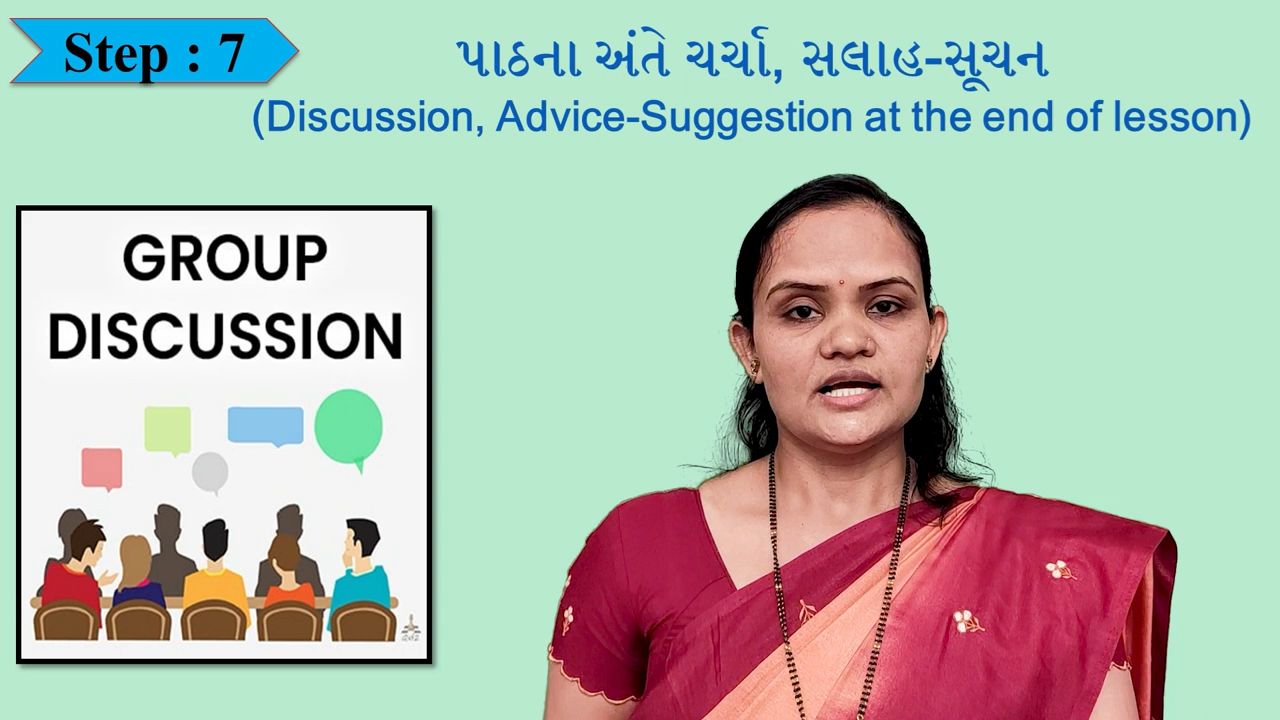 Step : 7
પાઠના અંતે ચર્ચા, સલાહ-સૂચન
(Discussion, Advice-Suggestion at the end of lesson)
GROUP
DISCUSSION